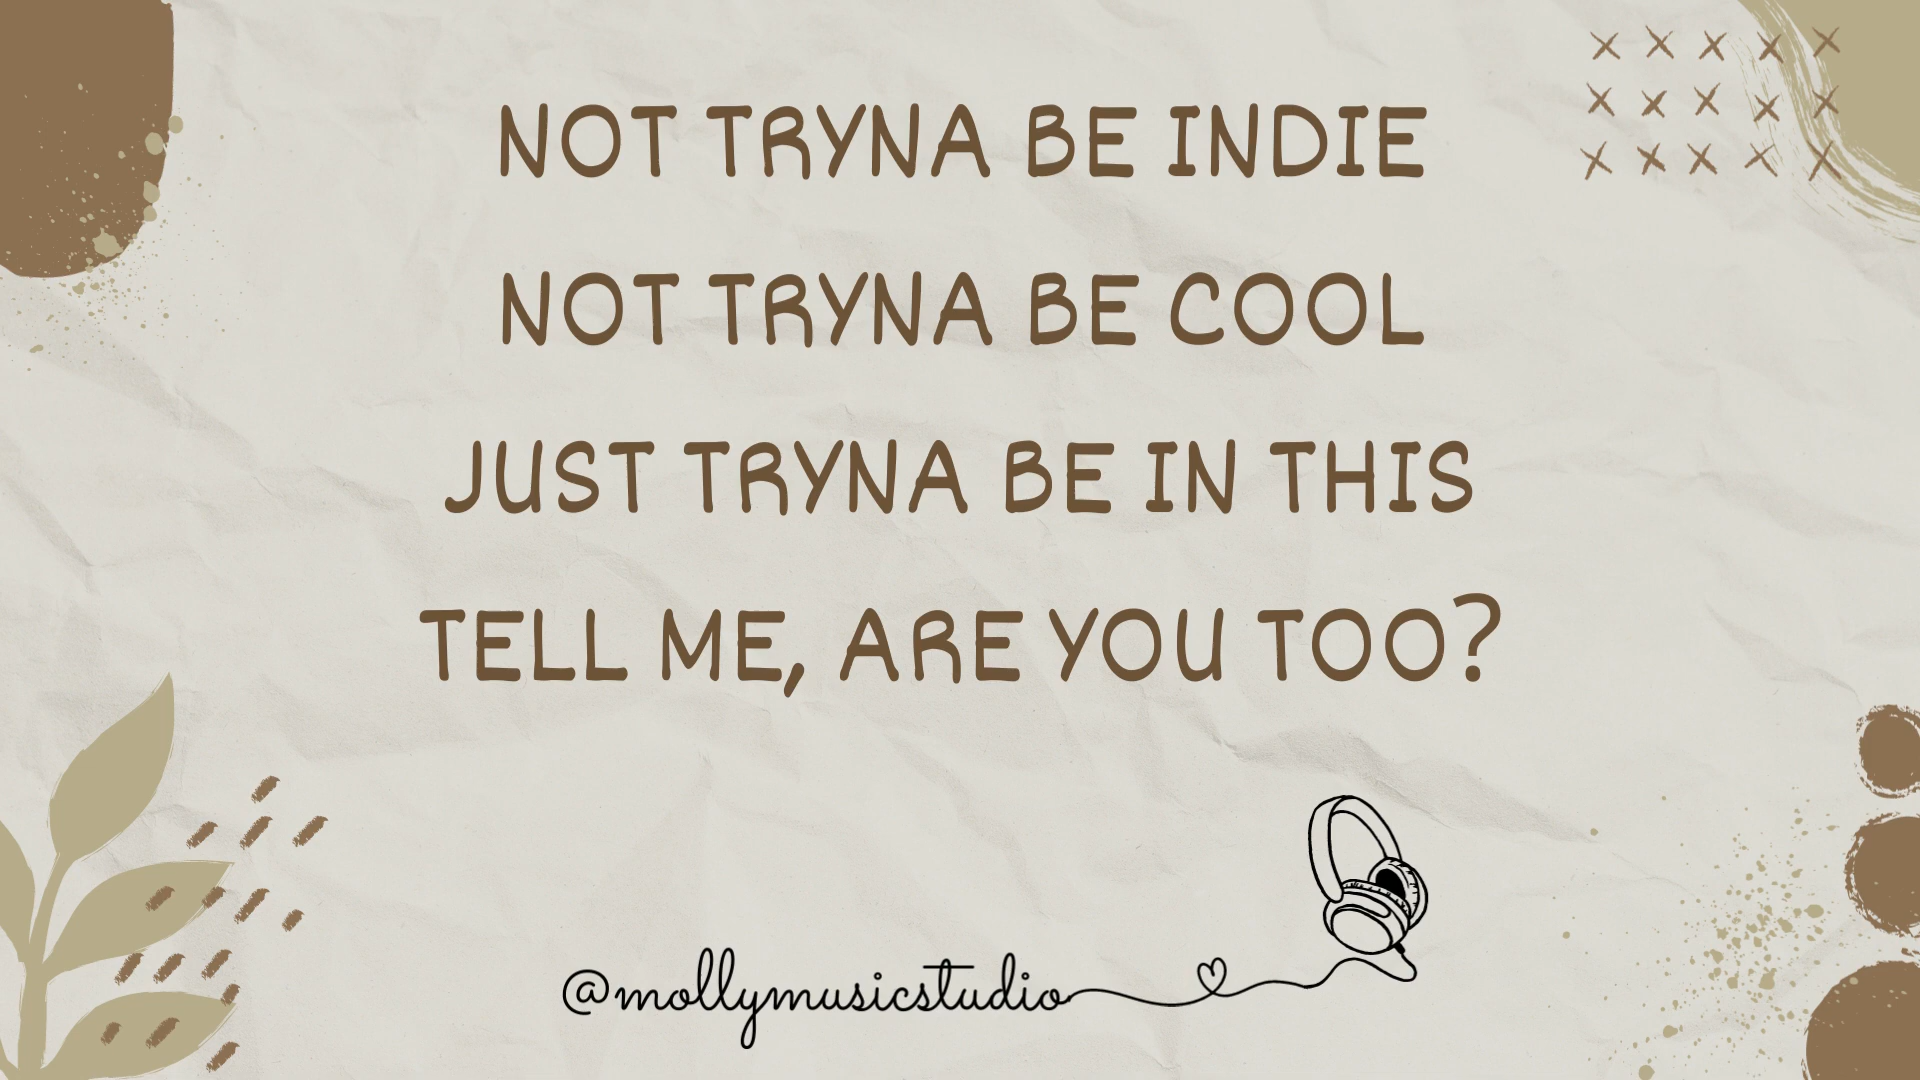 NOT TRYNA BE INDIE
NOT TRYNA BE COOL
JUST TRYNA BE IN THIS
TELL ME, ARE YOU TOO?
@mollymusicstudio